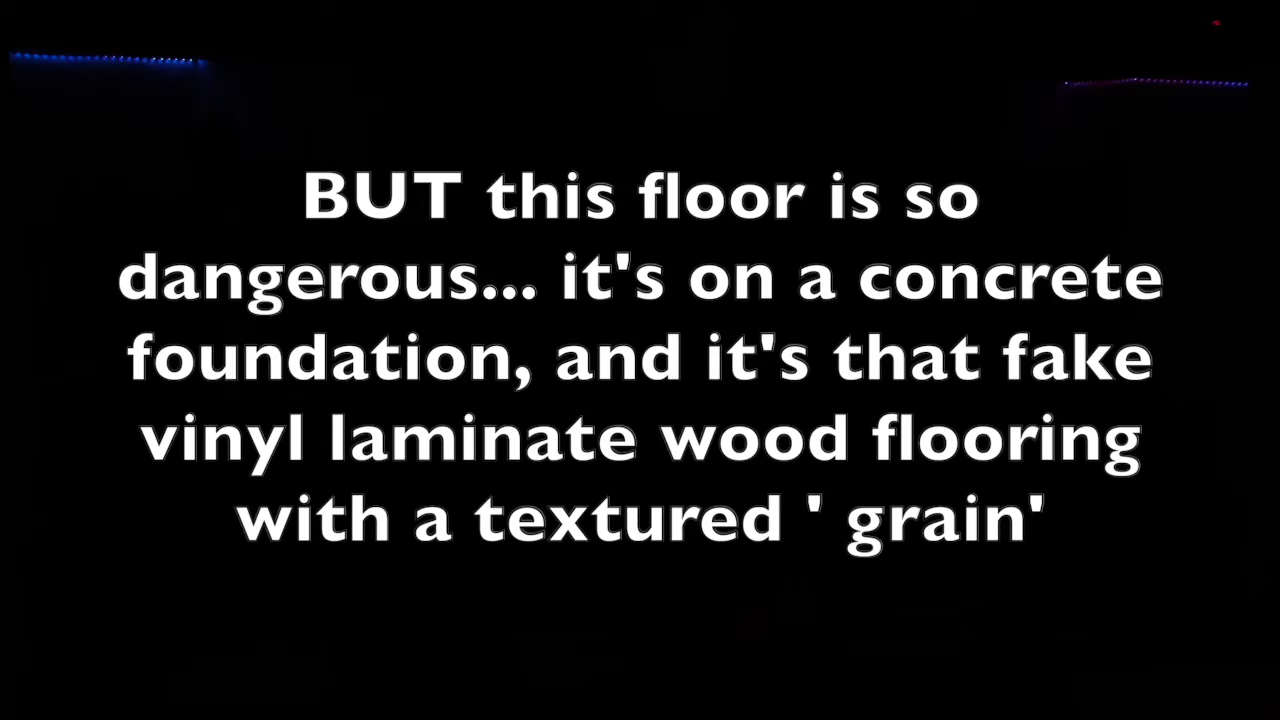 BUT this floor is so
dangerous... it's on a concrete
foundation, and it's that fake
vinyl laminate wood flooring
with a textured ' grain'